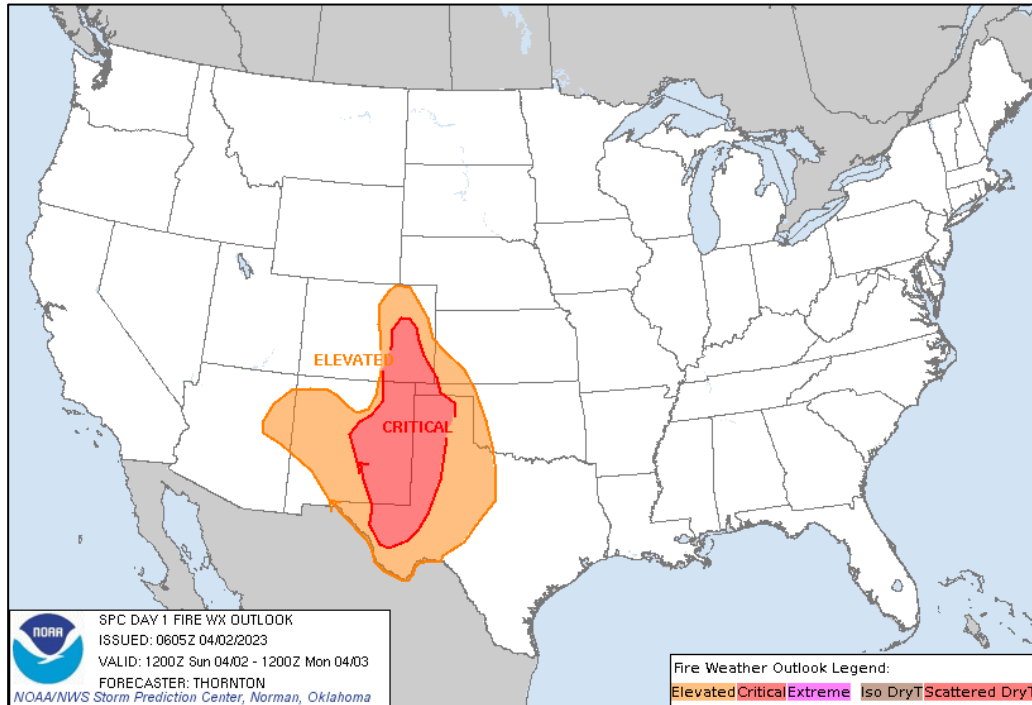 ELEVATED
CRITICAL
NOAA
SPC DAY 1 FIRE WX OUTLOOK
ISSUED: 0605Z 04/02/2023
VALID: 1200Z Sun 04/02 - 1200Z Mon 04/03
FORECASTER: THORNTON
NOAA/NWS Storm Prediction Center, Norman, Oklahoma
Fire Weather Outlook Legend:
Elevated Critical Extreme Iso DryT Scattered DryT